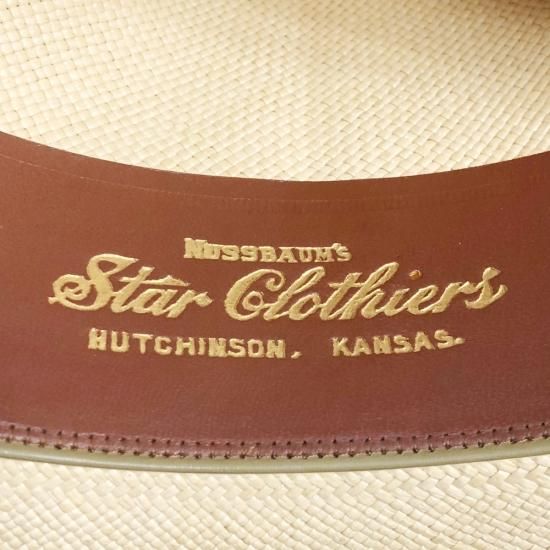 NUSSBAUM'S
Star Clothiers
HUTCHINSON, KANSAS.